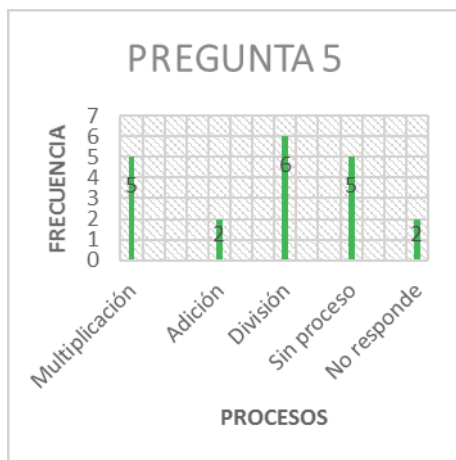 PREGUNTA 5
FRECUENCIA
7
6
5
4
3
2
1
0
5
2
6
5
2
Multiplicación
Adición
División
Sin proceso
No responde
PROCESOS